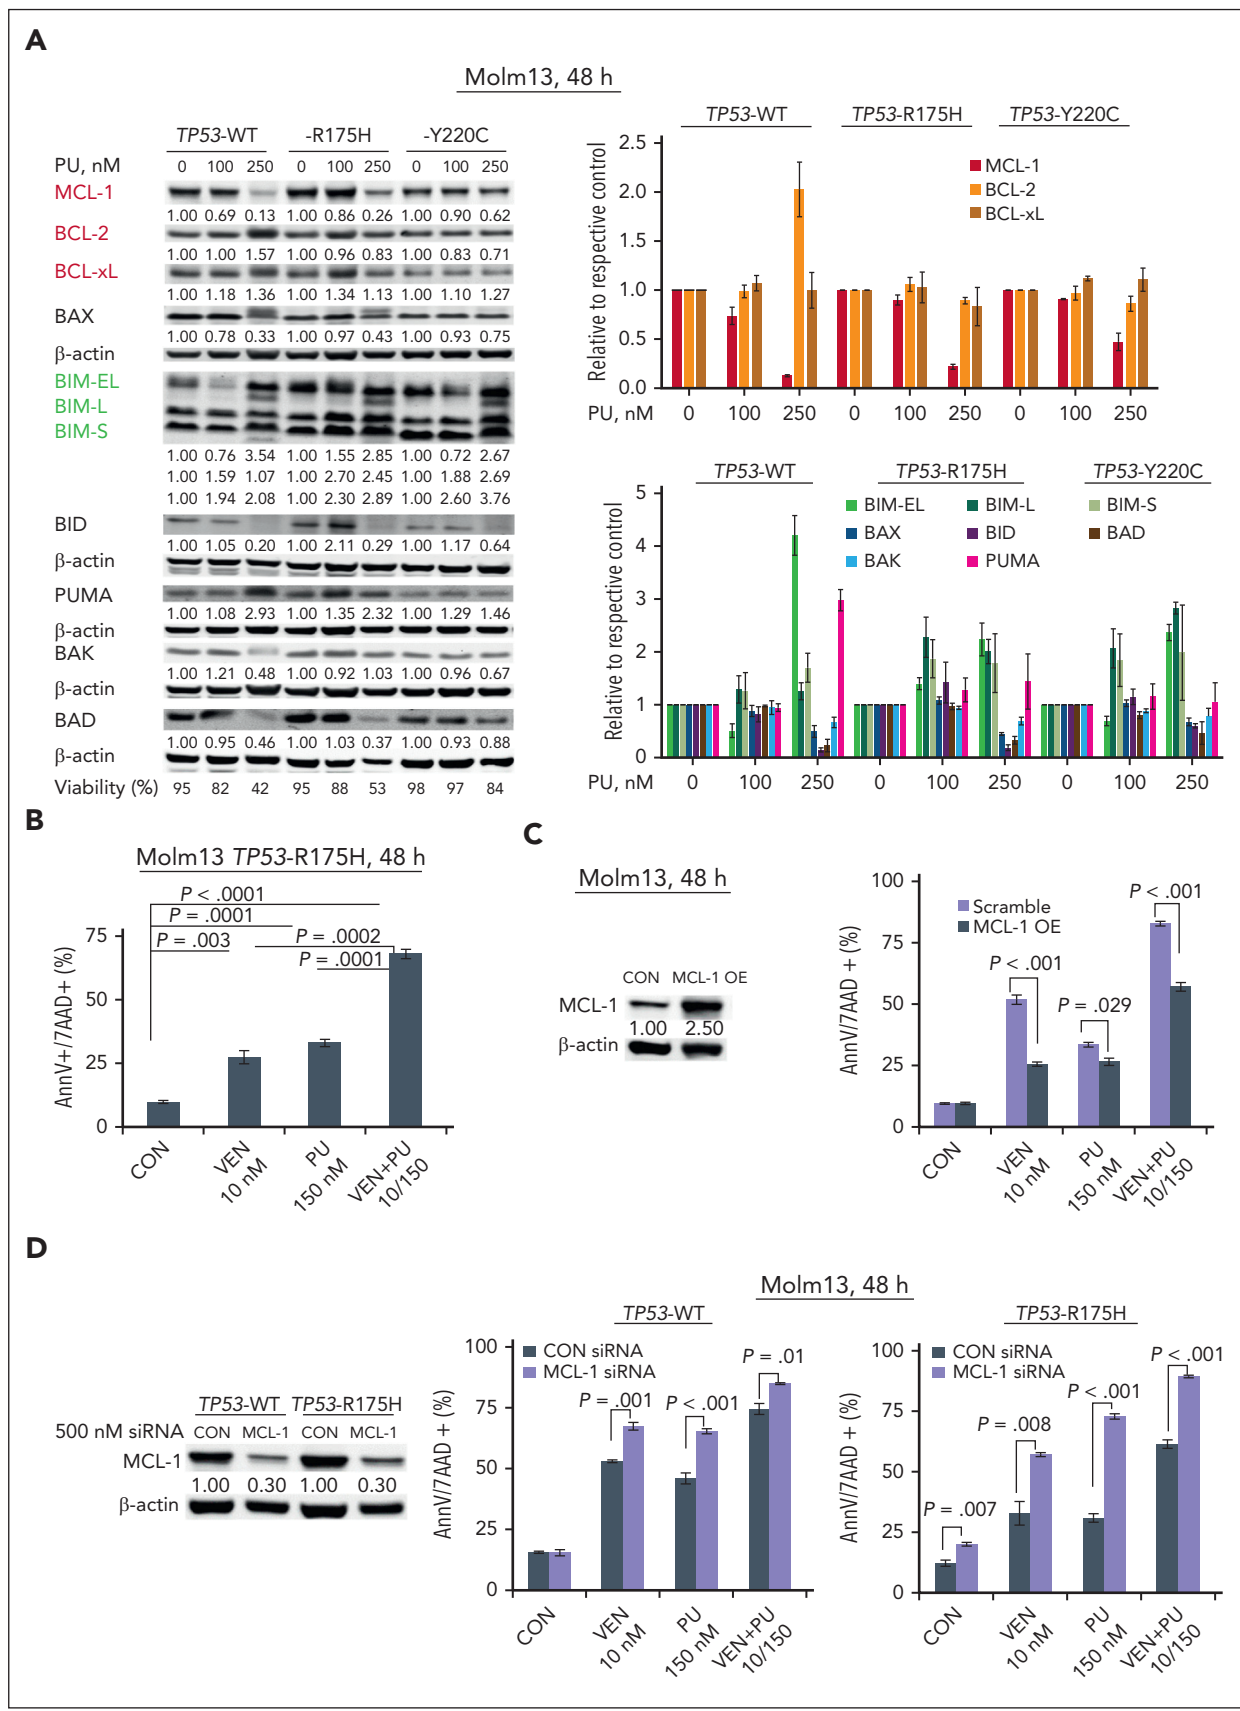 A
Molm13, 48 h
TP53-WT -R175H -Y220C
PU, nM 0 100 250 0 100 250 0 100 250
MCL-1
1.00 0.69 0.13 1.00 0.86 0.26 1.00 0.90 0.62
BCL-2
1.00 1.00 1.57 1.00 0.96 0.83 1.00 0.83 0.71
BCL-xL
1.00 1.18 1.36 1.00 1.34 1.13 1.00 1.10 1.27
BAX
1.00 0.78 0.33 1.00 0.97 0.43 1.00 0.93 0.75
β-actin
BIM-EL
BIM-L
BIM-S
1.00 0.76 3.54 1.00 1.55 2.85 1.00 0.72 2.67
1.00 1.59 1.07 1.00 2.70 2.45 1.00 1.88 2.69
1.00 1.94 2.08 1.00 2.30 2.89 1.00 2.60 3.76
BID
1.00 1.05 0.20 1.00 2.11 0.29 1.00 1.17 0.64
β-actin
PUMA
1.00 1.08 2.93 1.00 1.35 2.32 1.00 1.29 1.46
β-actin
BAK
1.00 1.21 0.48 1.00 0.92 1.03 1.00 0.96 0.67
β-actin
BAD
1.00 0.95 0.46 1.00 1.03 0.37 1.00 0.93 0.88
β-actin
Viability (%) 95 82 42 95 88 53 98 97 84
TP53-WT TP53-R175H TP53-Y220C
Relative to respective control
2.5
2.0
1.5
1.0
0.5
0.0
MCL-1
BCL-2
BCL-xL
PU, nM 0 100 250 0 100 250 0 100 250
TP53-WT TP53-R175H TP53-Y220C
Relative to respective control
5
4
3
2
1
0
BIM-EL BIM-L BIM-S
BAX BID BAD
BAK PUMA
PU, nM 0 100 250 0 100 250 0 100 250
B
Molm13 TP53-R175H, 48 h
P < .0001
P = .0001
P = .003 P = .0002
P = .0001
AnnV+/7AAD+ (%)
75
50
25
0
CON
VEN 10 nM
PU 150 nM
VEN+PU 10/150
C
Molm13, 48 h
CON MCL-1 OE
MCL-1
1.00 2.50
β-actin
AnnV/7AAD + (%)
100
75
50
25
0
Scramble
MCL-1 OE
P < .001
P < .001
P = .029
CON
VEN 10 nM
PU 150 nM
VEN+PU 10/150
D
Molm13, 48 h
TP53-WT TP53-R175H
500 nM siRNA CON MCL-1 CON MCL-1
MCL-1
1.00 0.30 1.00 0.30
β-actin
TP53-WT
AnnV/7AAD + (%)
100
75
50
25
0
CON siRNA
MCL-1 siRNA
P = .001
P < .001
P = .01
CON
VEN 10 nM
PU 150 nM
VEN+PU 10/150
TP53-R175H
AnnV/7AAD + (%)
100
75
50
25
0
CON siRNA
MCL-1 siRNA
P = .007
P = .008
P < .001
P < .001
CON
VEN 10 nM
PU 150 nM
VEN+PU 10/150